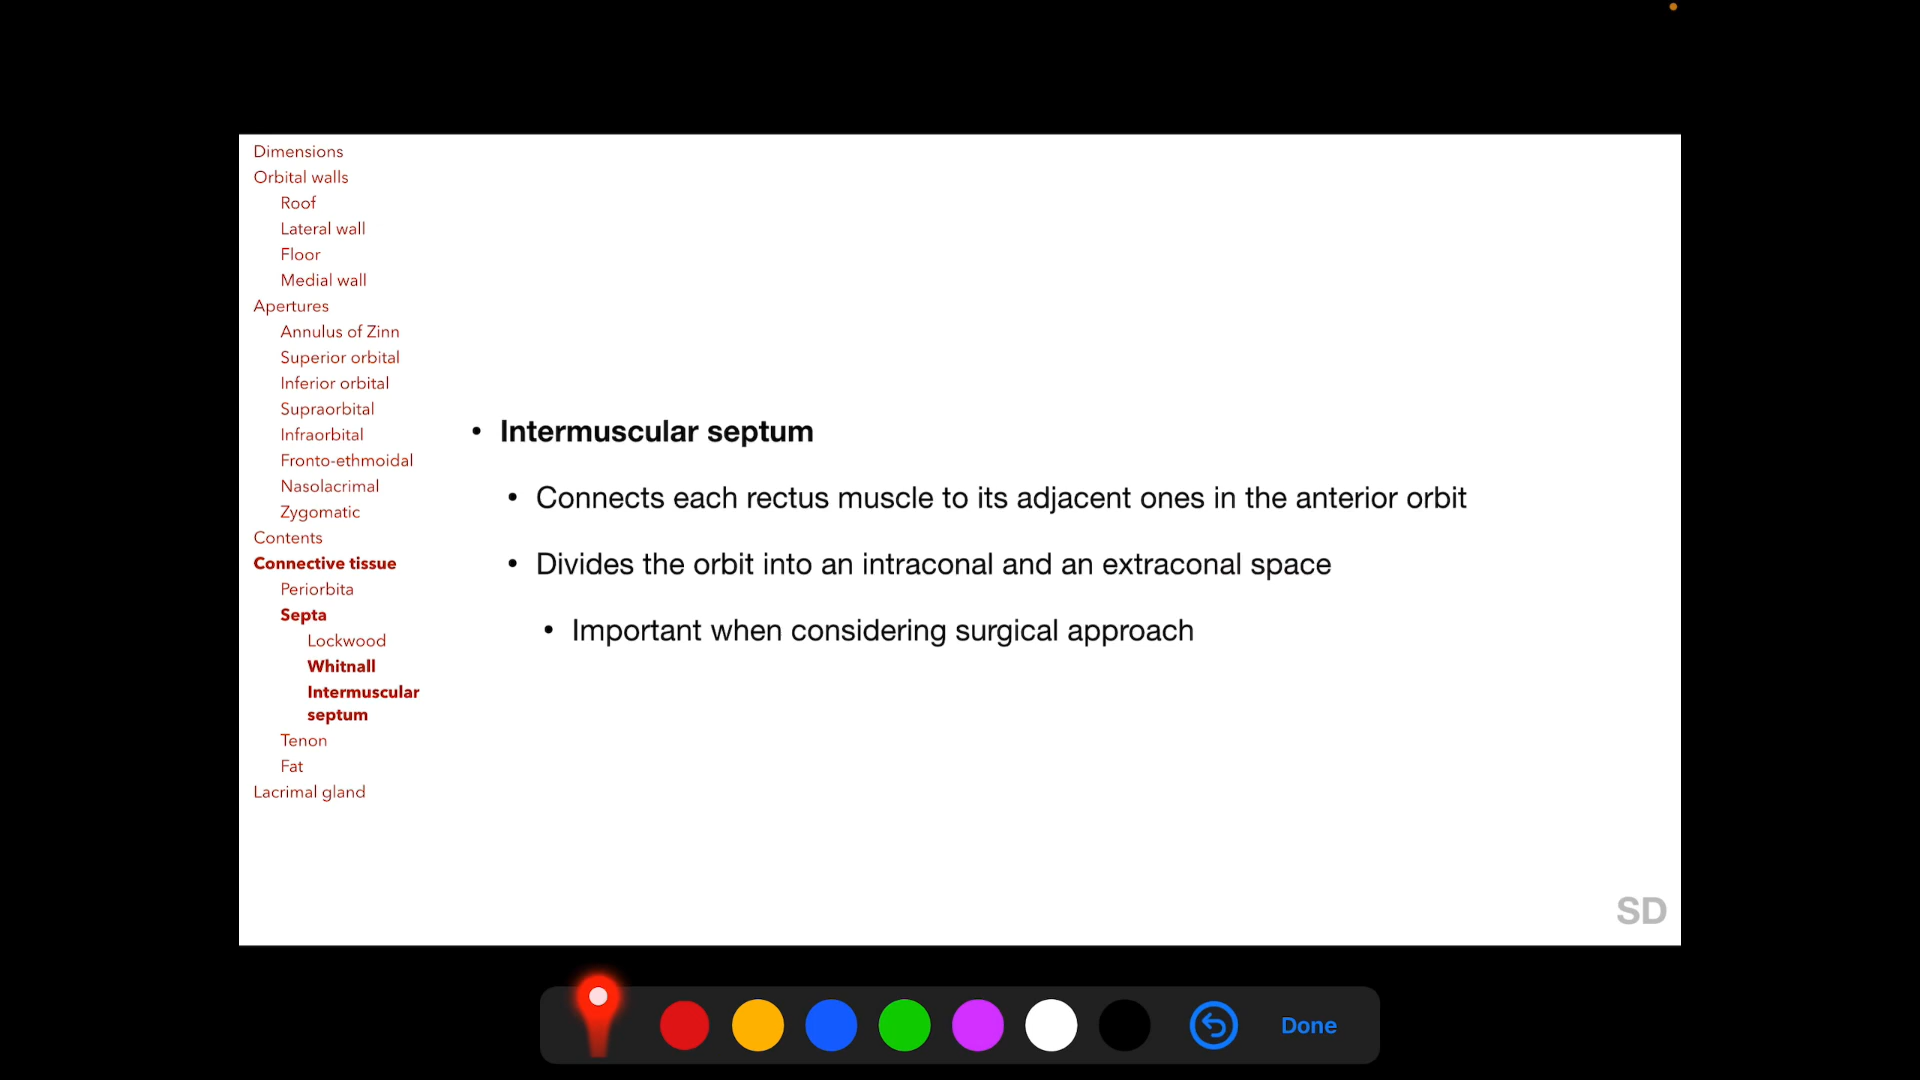 Dimensions
Orbital walls
Roof
Lateral wall
Floor
Medial wall
Apertures
Annulus of Zinn
Superior orbital
Inferior orbital
Supraorbital
Infraorbital
Fronto-ethmoidal
Nasolacrimal
Zygomatic
Contents
Connective tissue
Periorbita
Septa
Lockwood
Whitnall
Intermuscular
septum
Tenon
Fat
Lacrimal gland
• Intermuscular septum
• Connects each rectus muscle to its adjacent ones in the anterior orbit
• Divides the orbit into an intraconal and an extraconal space
• Important when considering surgical approach
SD
Done